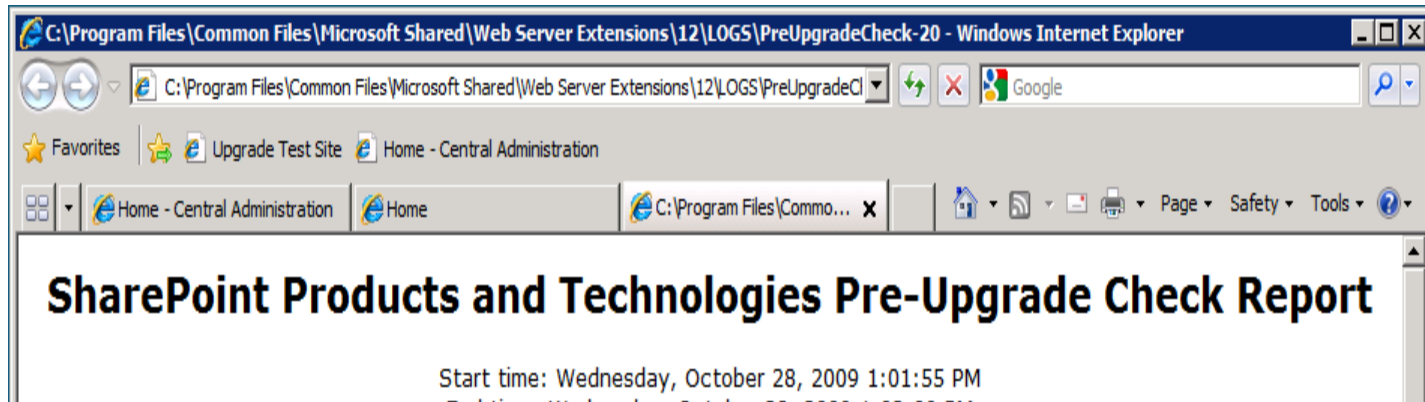 C:\Program Files\Common Files\Microsoft Shared\Web Server Extensions\12\LOGS\PreUpgradeCheck-20 - Windows Internet Explorer
C:\Program Files\Common Files\Microsoft Shared\Web Server Extensions\12\LOGS\PreUpgradeCl
Google
Favorites Upgrade Test Site Home - Central Administration
Home - Central Administration Home C:\Program Files\Commo... Page Safety Tools
SharePoint Products and Technologies Pre-Upgrade Check Report
Start time: Wednesday, October 28, 2009 1:01:55 PM